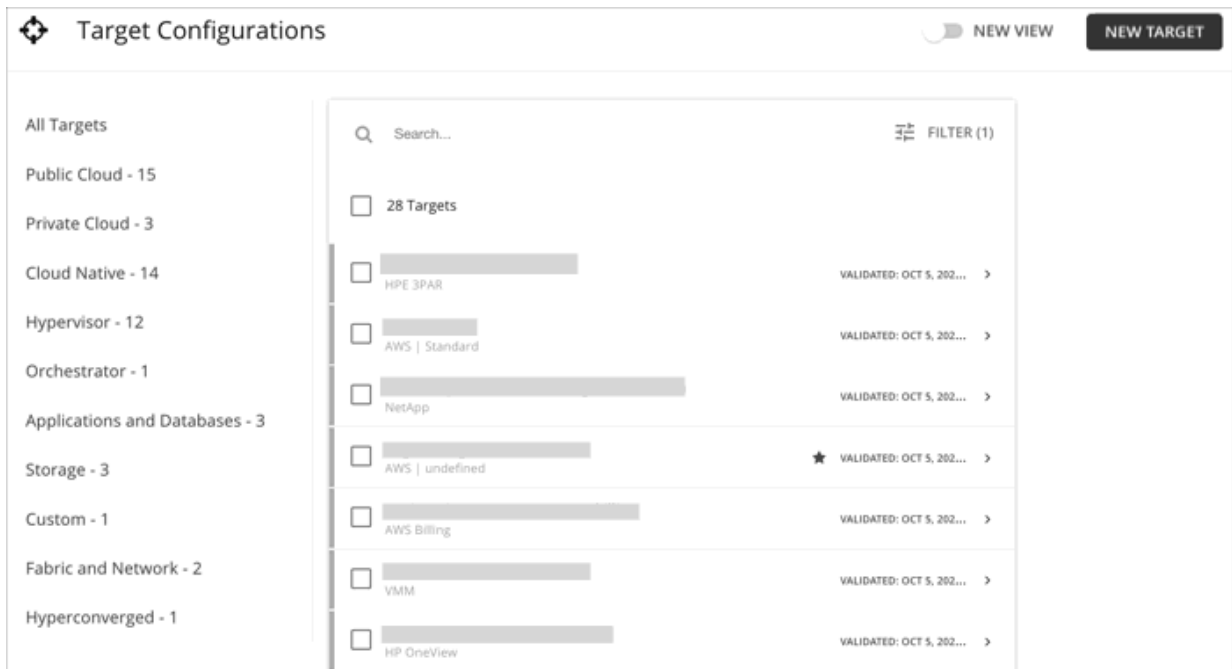 Target Configurations
NEW VIEW
NEW TARGET
All Targets
Public Cloud - 15
Private Cloud - 3
Cloud Native - 14
Hypervisor - 12
Orchestrator - 1
Applications and Databases - 3
Storage - 3
Custom - 1
Fabric and Network - 2
Hyperconverged - 1
Search...
FILTER (1)
28 Targets
HPE 3PAR
VALIDATED: OCT 5, 202...
AWS | Standard
VALIDATED: OCT 5, 202...
NetApp
VALIDATED: OCT 5, 202...
AWS | undefined
VALIDATED: OCT 5, 202...
AWS Billing
VALIDATED: OCT 5, 202...
VMM
VALIDATED: OCT 5, 202...
HP OneView
VALIDATED: OCT 5, 202...